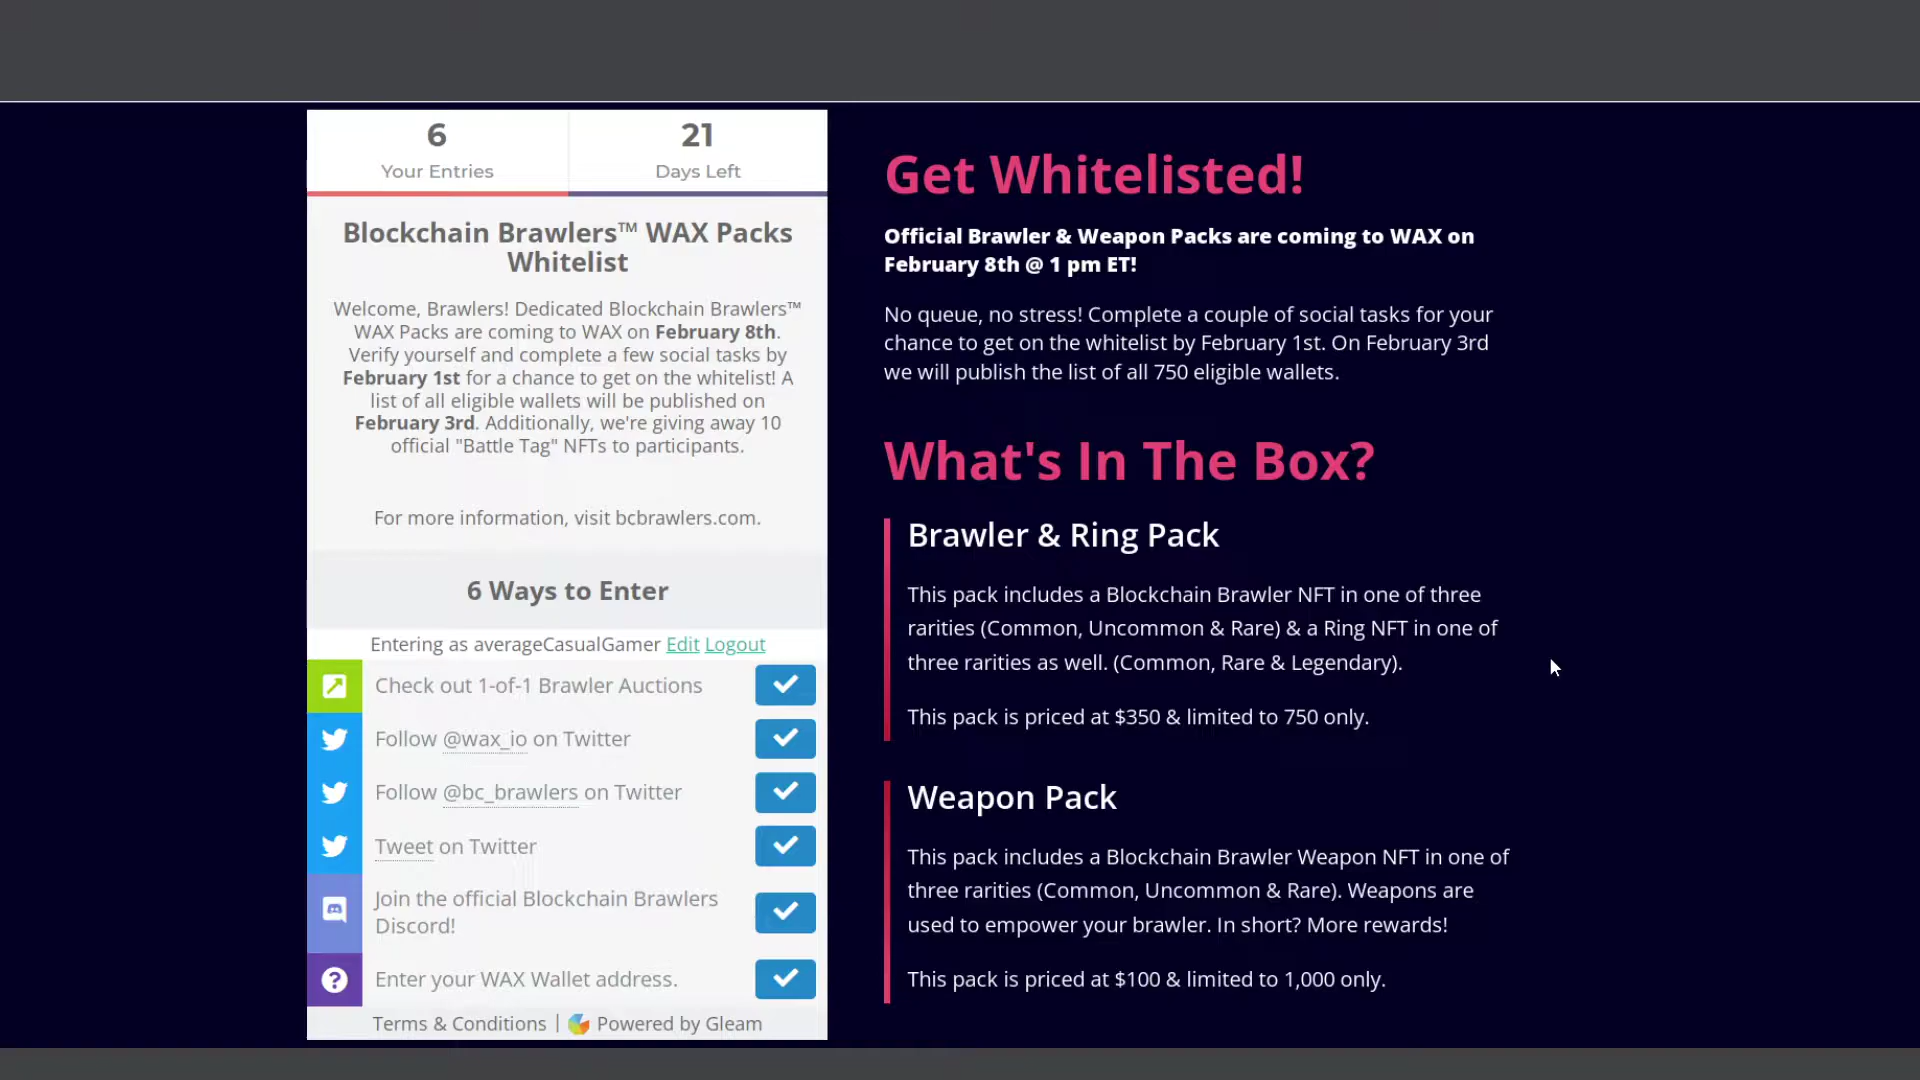 6
Your Entries
21
Days Left
Blockchain Brawlers™ WAX Packs
Whitelist
Welcome, Brawlers! Dedicated Blockchain Brawlers™
WAX Packs are coming to WAX on February 8th.
Verify yourself and complete a few social tasks by
February 1st for a chance to get on the whitelist! A
list of all eligible wallets will be published on
February 3rd. Additionally, we're giving away 10
official "Battle Tag" NFTs to participants.
For more information, visit bcbrawlers.com.
6 Ways to Enter
Entering as averageCasualGamer Edit Logout
Check out 1-of-1 Brawler Auctions
Follow @wax_io on Twitter
Follow @bc_brawlers on Twitter
Tweet on Twitter
Join the official Blockchain Brawlers
Discord!
Enter your WAX Wallet address.
Terms & Conditions | Powered by Gleam
Get Whitelisted!
Official Brawler & Weapon Packs are coming to WAX on
February 8th @ 1 pm ET!
No queue, no stress! Complete a couple of social tasks for your
chance to get on the whitelist by February 1st. On February 3rd
we will publish the list of all 750 eligible wallets.
What's In The Box?
Brawler & Ring Pack
This pack includes a Blockchain Brawler NFT in one of three
rarities (Common, Uncommon & Rare) & a Ring NFT in one of
three rarities as well. (Common, Rare & Legendary).
This pack is priced at $350 & limited to 750 only.
Weapon Pack
This pack includes a Blockchain Brawler Weapon NFT in one of
three rarities (Common, Uncommon & Rare). Weapons are
used to empower your brawler. In short? More rewards!
This pack is priced at $100 & limited to 1,000 only.